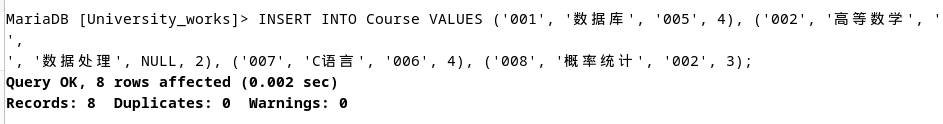 MariaDB [University_works]> INSERT INTO Course VALUES ('001', '数据库', '005', 4), ('002', '高等数学', '
',
', '数据处理', NULL, 2), ('007', 'C语言', '006', 4), ('008', '概率统计', '002', 3);
Query OK, 8 rows affected (0.002 sec)
Records: 8  Duplicates: 0  Warnings: 0